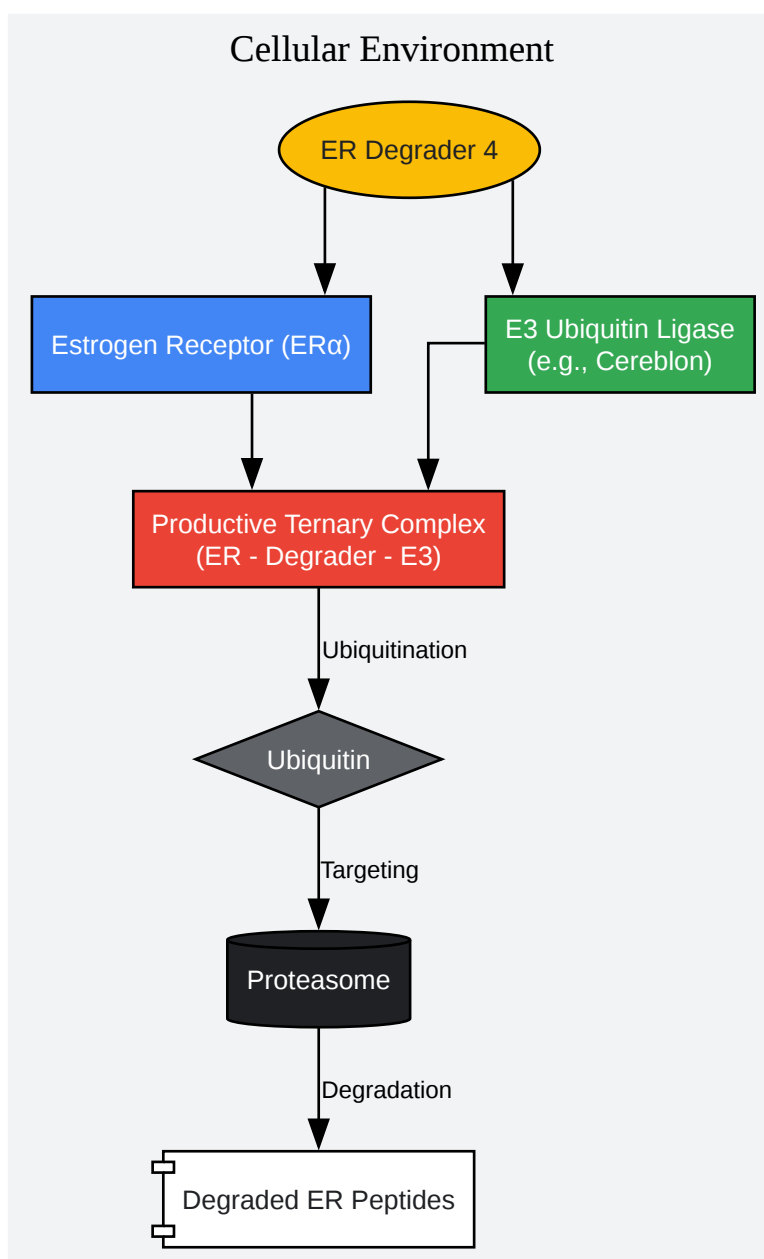 Cellular Environment
ER Degrader 4
Estrogen Receptor (ERα)
E3 Ubiquitin Ligase
(e.g., Cereblon)
Productive Ternary Complex
(ER - Degrader - E3)
Ubiquitination
Ubiquitin
Targeting
Proteasome
Degradation
Degraded ER Peptides